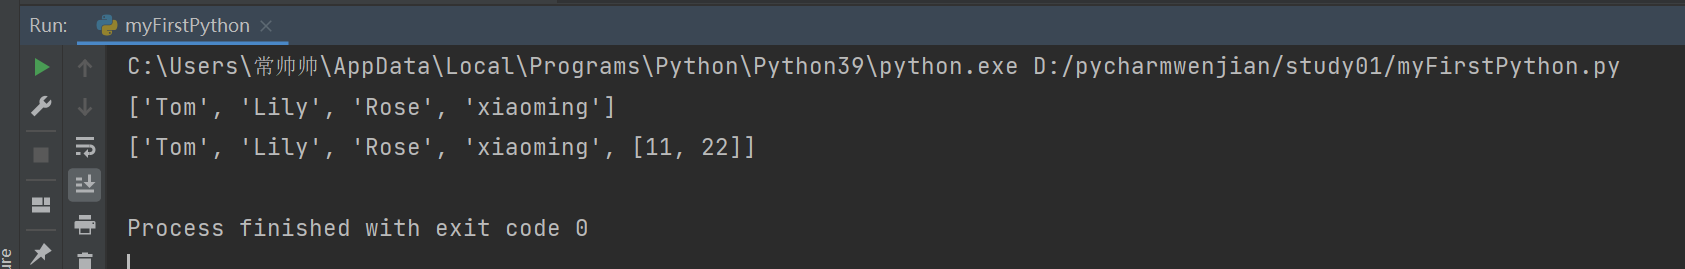 Run: myFirstPython
C:\Users\常帅帅\AppData\Local\Programs\Python\Python39\python.exe D:/pycharmwenjian/study01/myFirstPython.py
['Tom', 'Lily', 'Rose', 'xiaoming']
['Tom', 'Lily', 'Rose', 'xiaoming', [11, 22]]
Process finished with exit code 0
ure